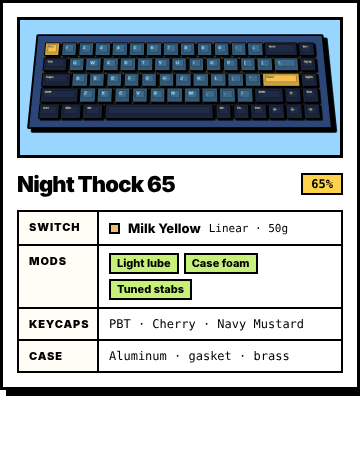 Night Thock 65
65%
SWITCH
Milk Yellow Linear · 50g
MODS
Light lube Case foam
Tuned stabs
KEYCAPS
PBT · Cherry · Navy Mustard
CASE
Aluminum · gasket · brass